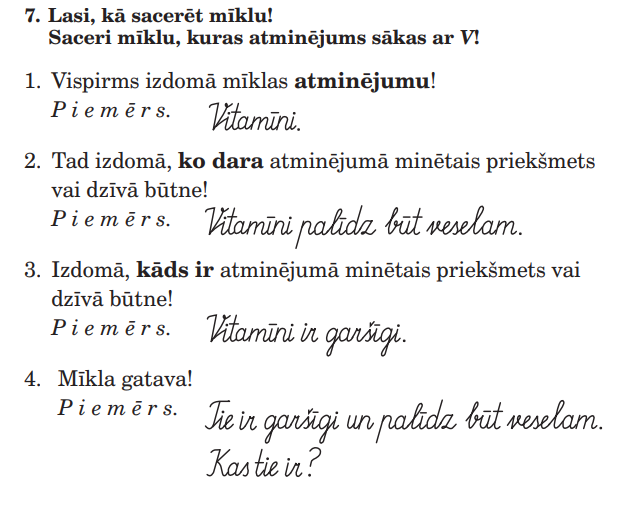 7. Lasi, kā sacerēt mīklu!
Saceri mīklu, kuras atminējums sākas ar V!
1. Vispirms izdomā mīklas atminējumu!
Piemērs. Vitamīni.
2. Tad izdomā, ko dara atminējumā minētais priekšmets
vai dzīvā būtne!
Piemērs. Vitamīni palīdz būt veselam.
3. Izdomā, kāds ir atminējumā minētais priekšmets vai
dzīvā būtne!
Piemērs. Vitamīni ir garšīgi.
4. Mīkla gatava!
Piemērs. Tie ir garšīgi un palīdz būt veselam.
Kas tie ir?